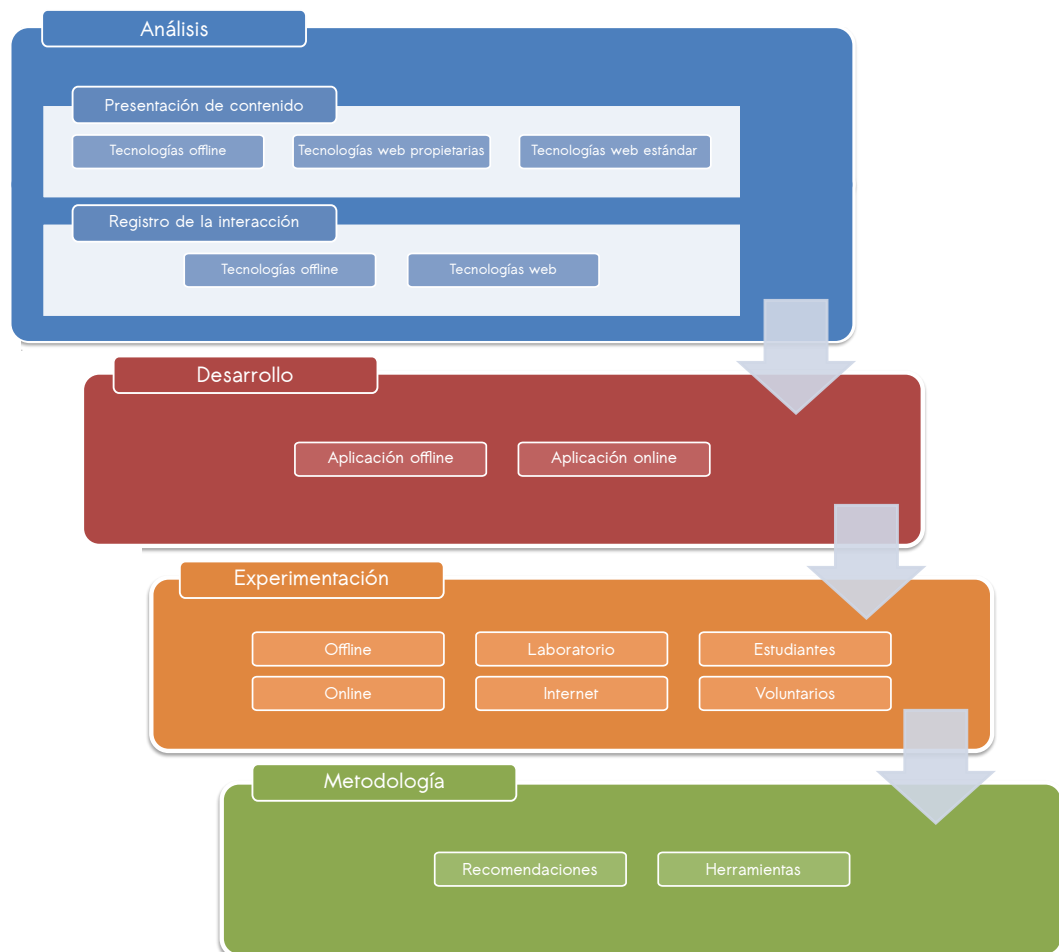 Análisis
Presentación de contenido
Tecnologías offline
Tecnologías web propietarias
Tecnologías web estándar
Registro de la interacción
Tecnologías offline
Tecnologías web
Desarrollo
Aplicación offline
Aplicación online
Experimentación
Offline
Laboratorio
Estudiantes
Online
Internet
Voluntarios
Metodología
Recomendaciones
Herramientas